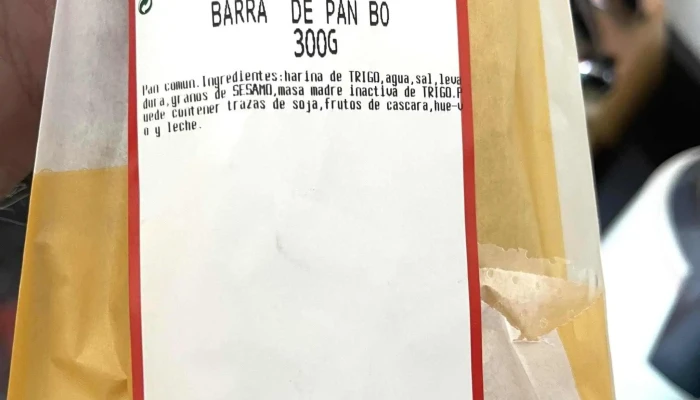 BARRA DE PAN BO
300G
Pan comun.Ingredientes:harina de TRIGO,agua,sal,leva
dura,granos de SESAMO,masa madre inactiva de TRIGO.P
uede contener trazas de soja,frutos de cascara,hue-v
o y leche.